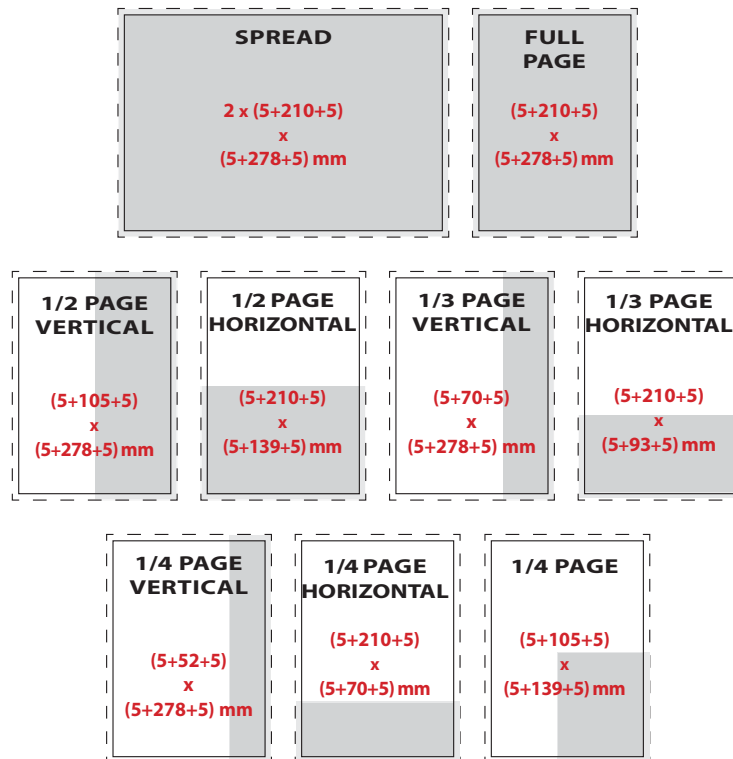 SPREAD
2 x (5+210+5)
x
(5+278+5) mm
FULL
PAGE
(5+210+5)
x
(5+278+5) mm
1/2 PAGE
VERTICAL
(5+105+5)
x
(5+278+5) mm
1/2 PAGE
HORIZONTAL
(5+210+5)
x
(5+139+5) mm
1/3 PAGE
VERTICAL
(5+70+5)
x
(5+278+5) mm
1/3 PAGE
HORIZONTAL
(5+210+5)
x
(5+93+5) mm
1/4 PAGE
VERTICAL
(5+52+5)
x
(5+278+5) mm
1/4 PAGE
HORIZONTAL
(5+210+5)
x
(5+70+5) mm
1/4 PAGE
(5+105+5)
x
(5+139+5) mm